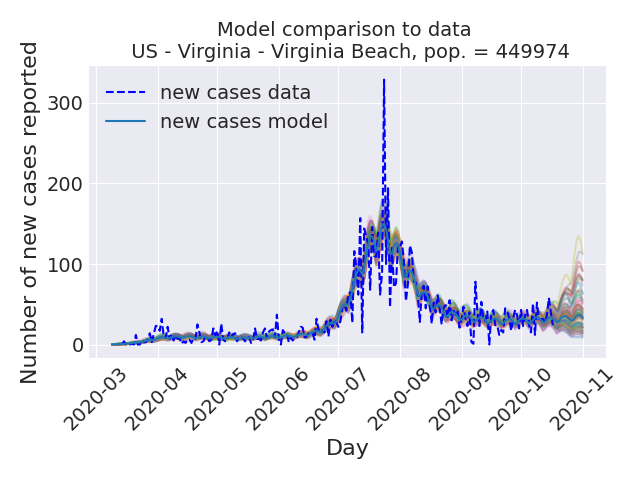 Model comparison to data
US - Virginia - Virginia Beach, pop. = 449974
Number of new cases reported
300
200
100
0
new cases data
new cases model
2020-03
2020-04
2020-05
2020-06
2020-07
2020-08
2020-09
2020-10
2020-11
Day